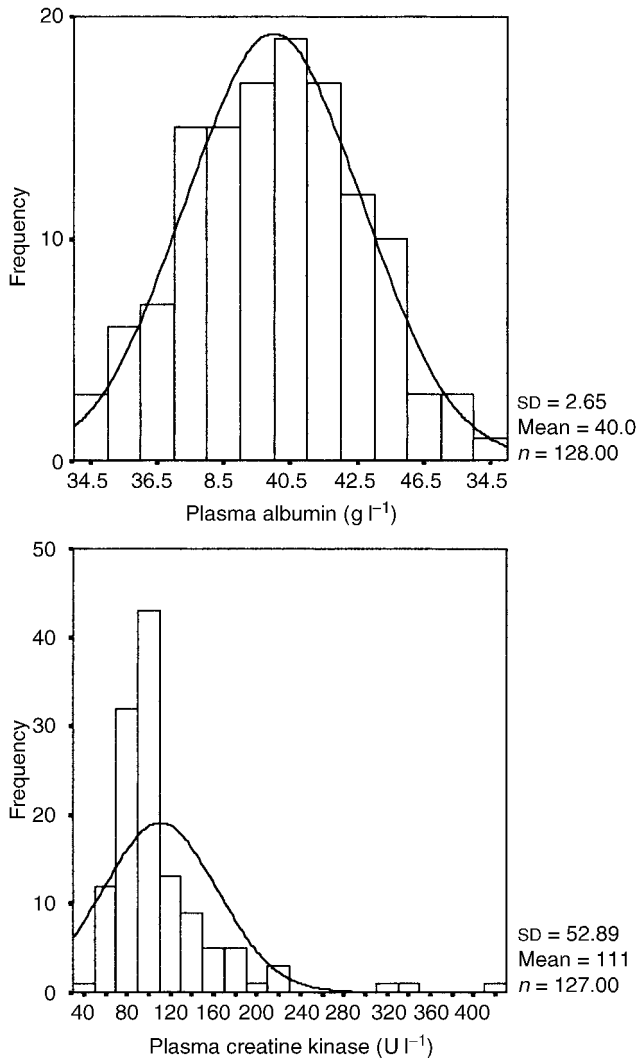 20
10
0
Frequency
34.5 36.5 8.5 40.5 42.5 46.5 34.5
Plasma albumin (g l⁻¹)
SD = 2.65
Mean = 40.0
n = 128.00
50
40
30
20
10
0
Frequency
40 80 120 160 200 240 280 320 360 400
Plasma creatine kinase (U l⁻¹)
SD = 52.89
Mean = 111
n = 127.00